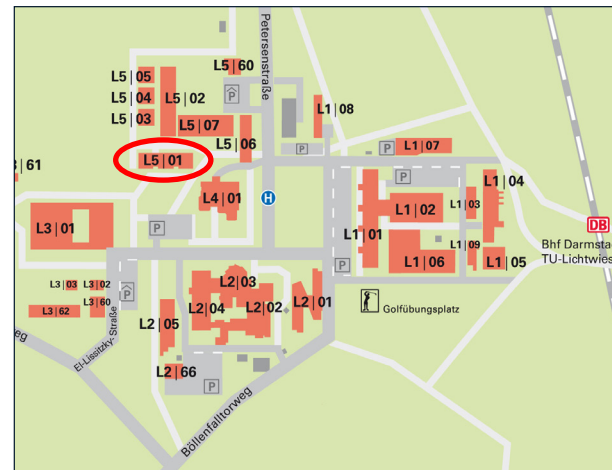 L5|60
Petersenstraße
L5|05
L5|04
L5|02
L5|03
L5|07
P
L1|08
L5|06
P
P
L1|07
L5|01
3|61
L4|01
H
P
L1|04
L1|03
L1|02
L3|01
P
L1|01
L1|09
L1|06
L1|05
P
DB
Bhf Darmsta
TU-Lichtwies
L3|03
L3|02
P
L3|60
L3|62
L2|03
L2|04
L2|02
L2|01
L2|05
Golfübungsplatz
El-Lissitzky-Straße
eg
P
L2|66
P
P
Böllenfalltorweg